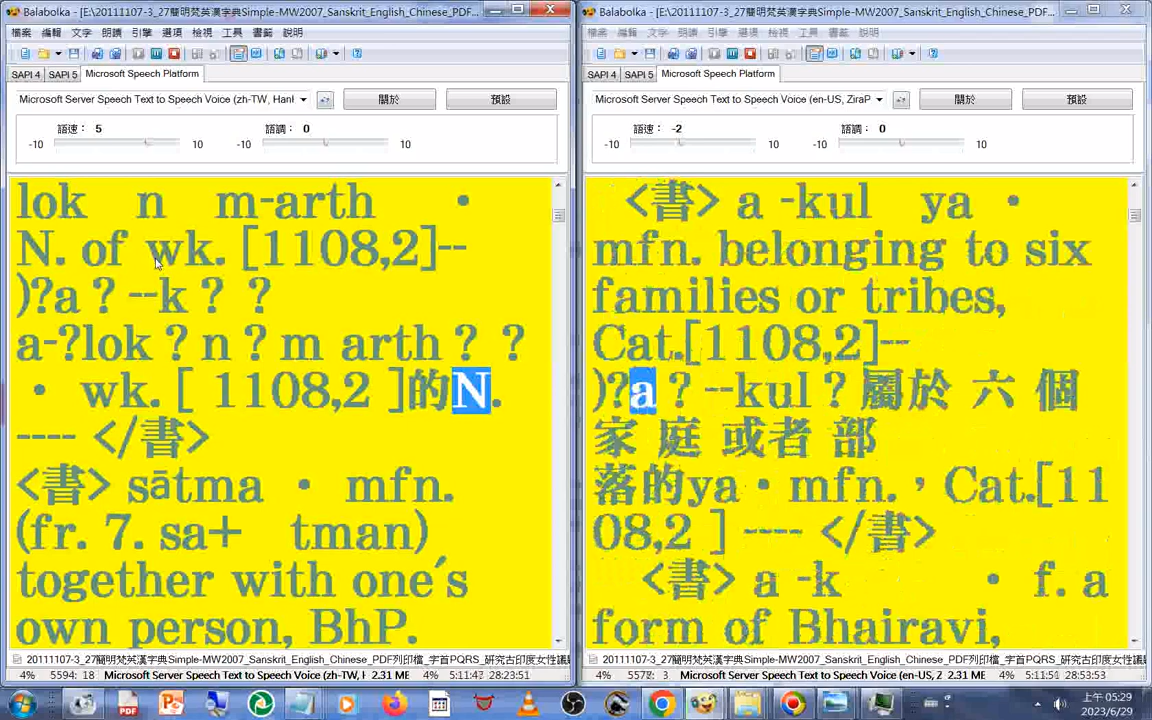 Balabolka - [E:\20111107-3_27簡明梵英漢字典Simple-MW2007_Sanskrit_English_Chinese_PDF...
檔案 編輯 文字 朗讀 引擎 選項 檢視 工具 書籤 說明
SAPI 4 SAPI 5 Microsoft Speech Platform
Microsoft Server Speech Text to Speech Voice (zh-TW, Hanl
關於 預設
語速： 5 語調： 0
-10 10 -10 10
lok n m-arth •
N. of wk. [1108,2]--
)?a ? --k ? ?
a-?lok ? n ? m arth ? ?
• wk. [ 1108,2 ]的N.
---- </書>
<書> sātma • mfn.
(fr. 7. sa+ tman)
together with one's
own person, BhP.
20111107-3_27簡明梵英漢字典Simple-MW2007_Sanskrit_English_Chinese_PDF列印檔_字首PQRS_研究古印度女性議
4% 5594: 18 Microsoft Server Speech Text to Speech Voice (zh-TW, H 2.31 ME 5:11:47 28:23:51
Balabolka - [E:\20111107-3_27簡明梵英漢字典Simple-MW2007_Sanskrit_English_Chinese_PDF...
檔案 編輯 文字 朗讀 引擎 選項 檢視 工具 書籤 說明
SAPI 4 SAPI 5 Microsoft Speech Platform
Microsoft Server Speech Text to Speech Voice (en-US, ZiraP
關於 預設
語速： -2 語調： 0
-10 10 -10 10
<書> a -kul ya •
mfn. belonging to six
families or tribes,
Cat.[1108,2]--
)?a ? --kul ? 屬於 六 個
家 庭 或者 部
落的ya • mfn.，Cat.[11
08,2 ] ---- </書>
<書> a -k • f. a
form of Bhairavi,
20111107-3_27簡明梵英漢字典Simple-MW2007_Sanskrit_English_Chinese_PDF列印檔_字首PQRS_研究古印度女性議
4% 5572: 3 Microsoft Server Speech Text to Speech Voice (en-US, 2 2.31 ME 5:11:51 28:53:53
PDF
上午 05:29
2023/6/29